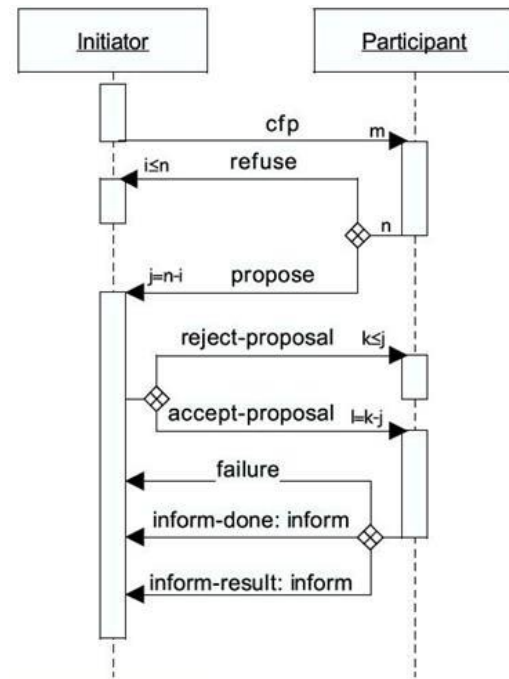 Initiator
Participant
cfp
m
i≤n
refuse
n
j=n-i
propose
reject-proposal
k≤j
accept-proposal
l=k-j
failure
inform-done: inform
inform-result: inform